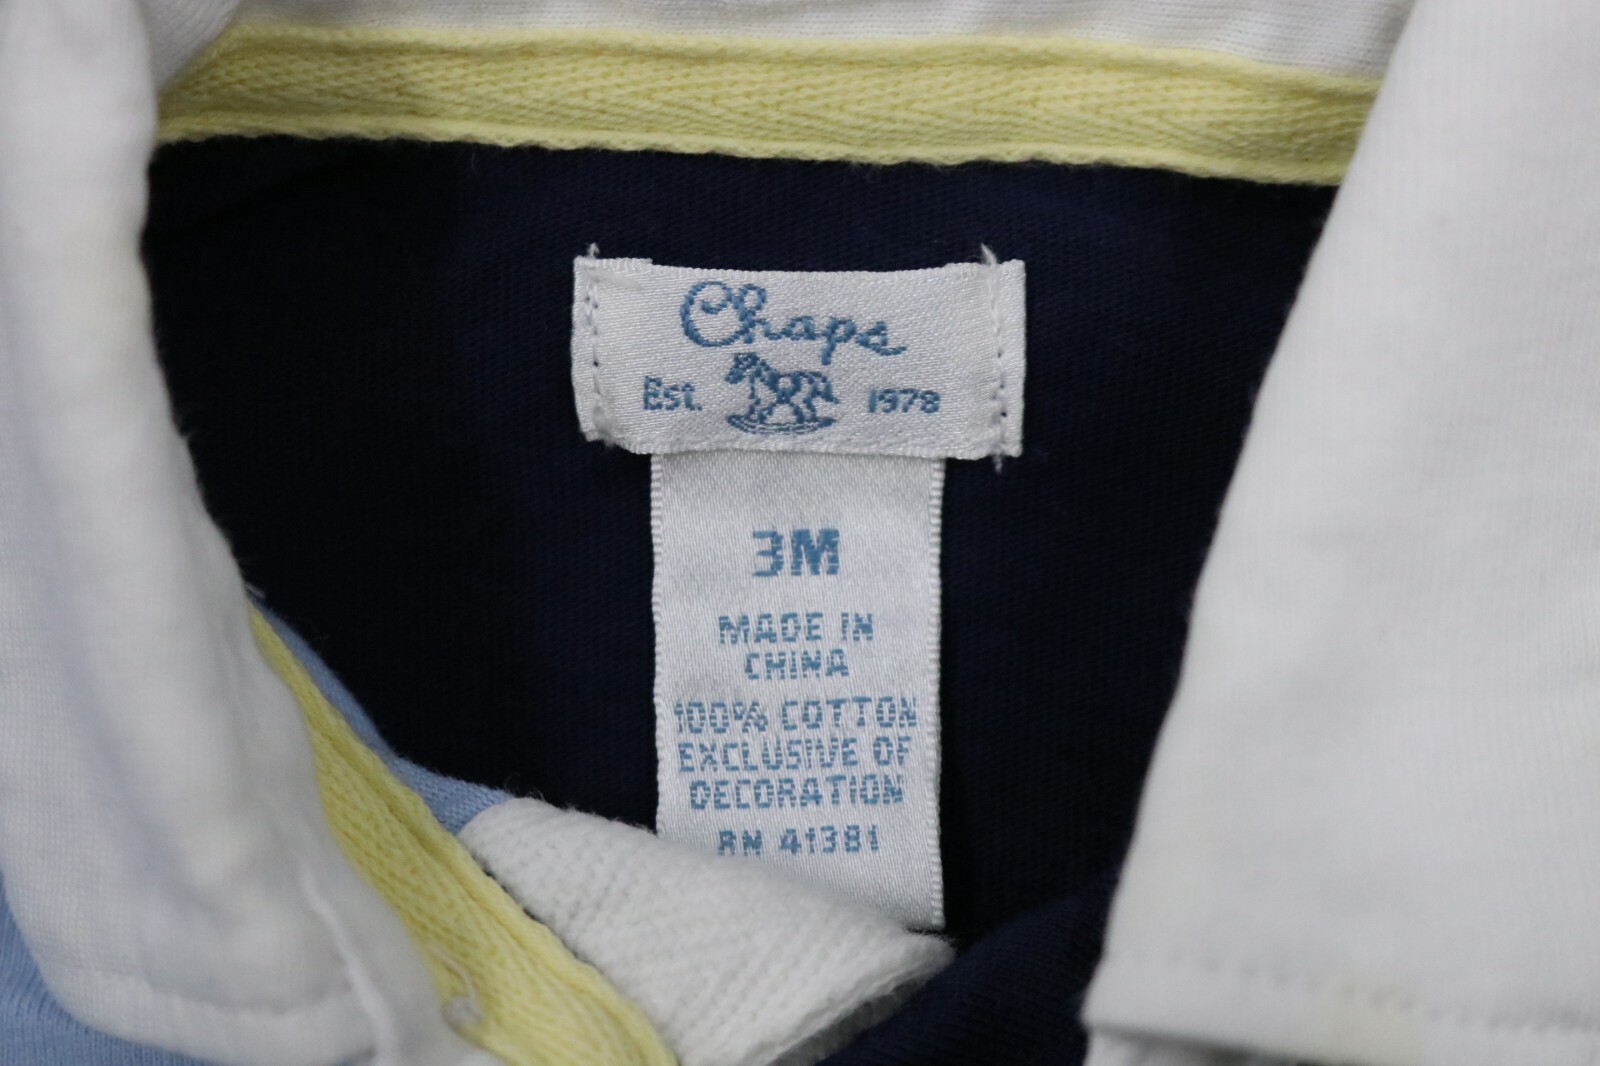 Chaps
Est. 1978
3M
MADE IN
CHINA
100% COTTON
EXCLUSIVE OF
DECORATION
RN 41381